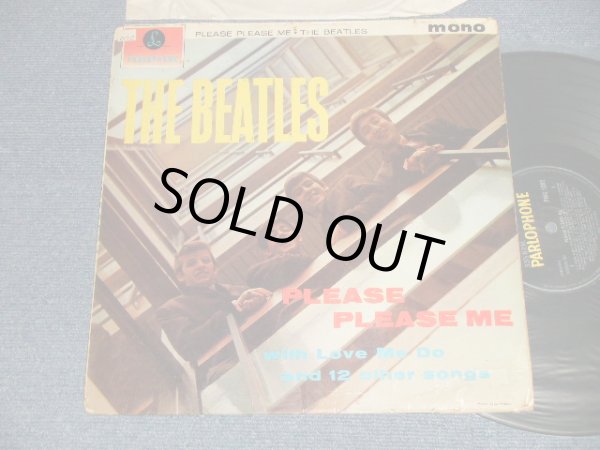 PLEASE PLEASE ME • THE BEATLES
mono
THE BEATLES
SOLD OUT
PLEASE
PLEASE ME
with Love Me Do
and 12 other songs
PARLOPHONE